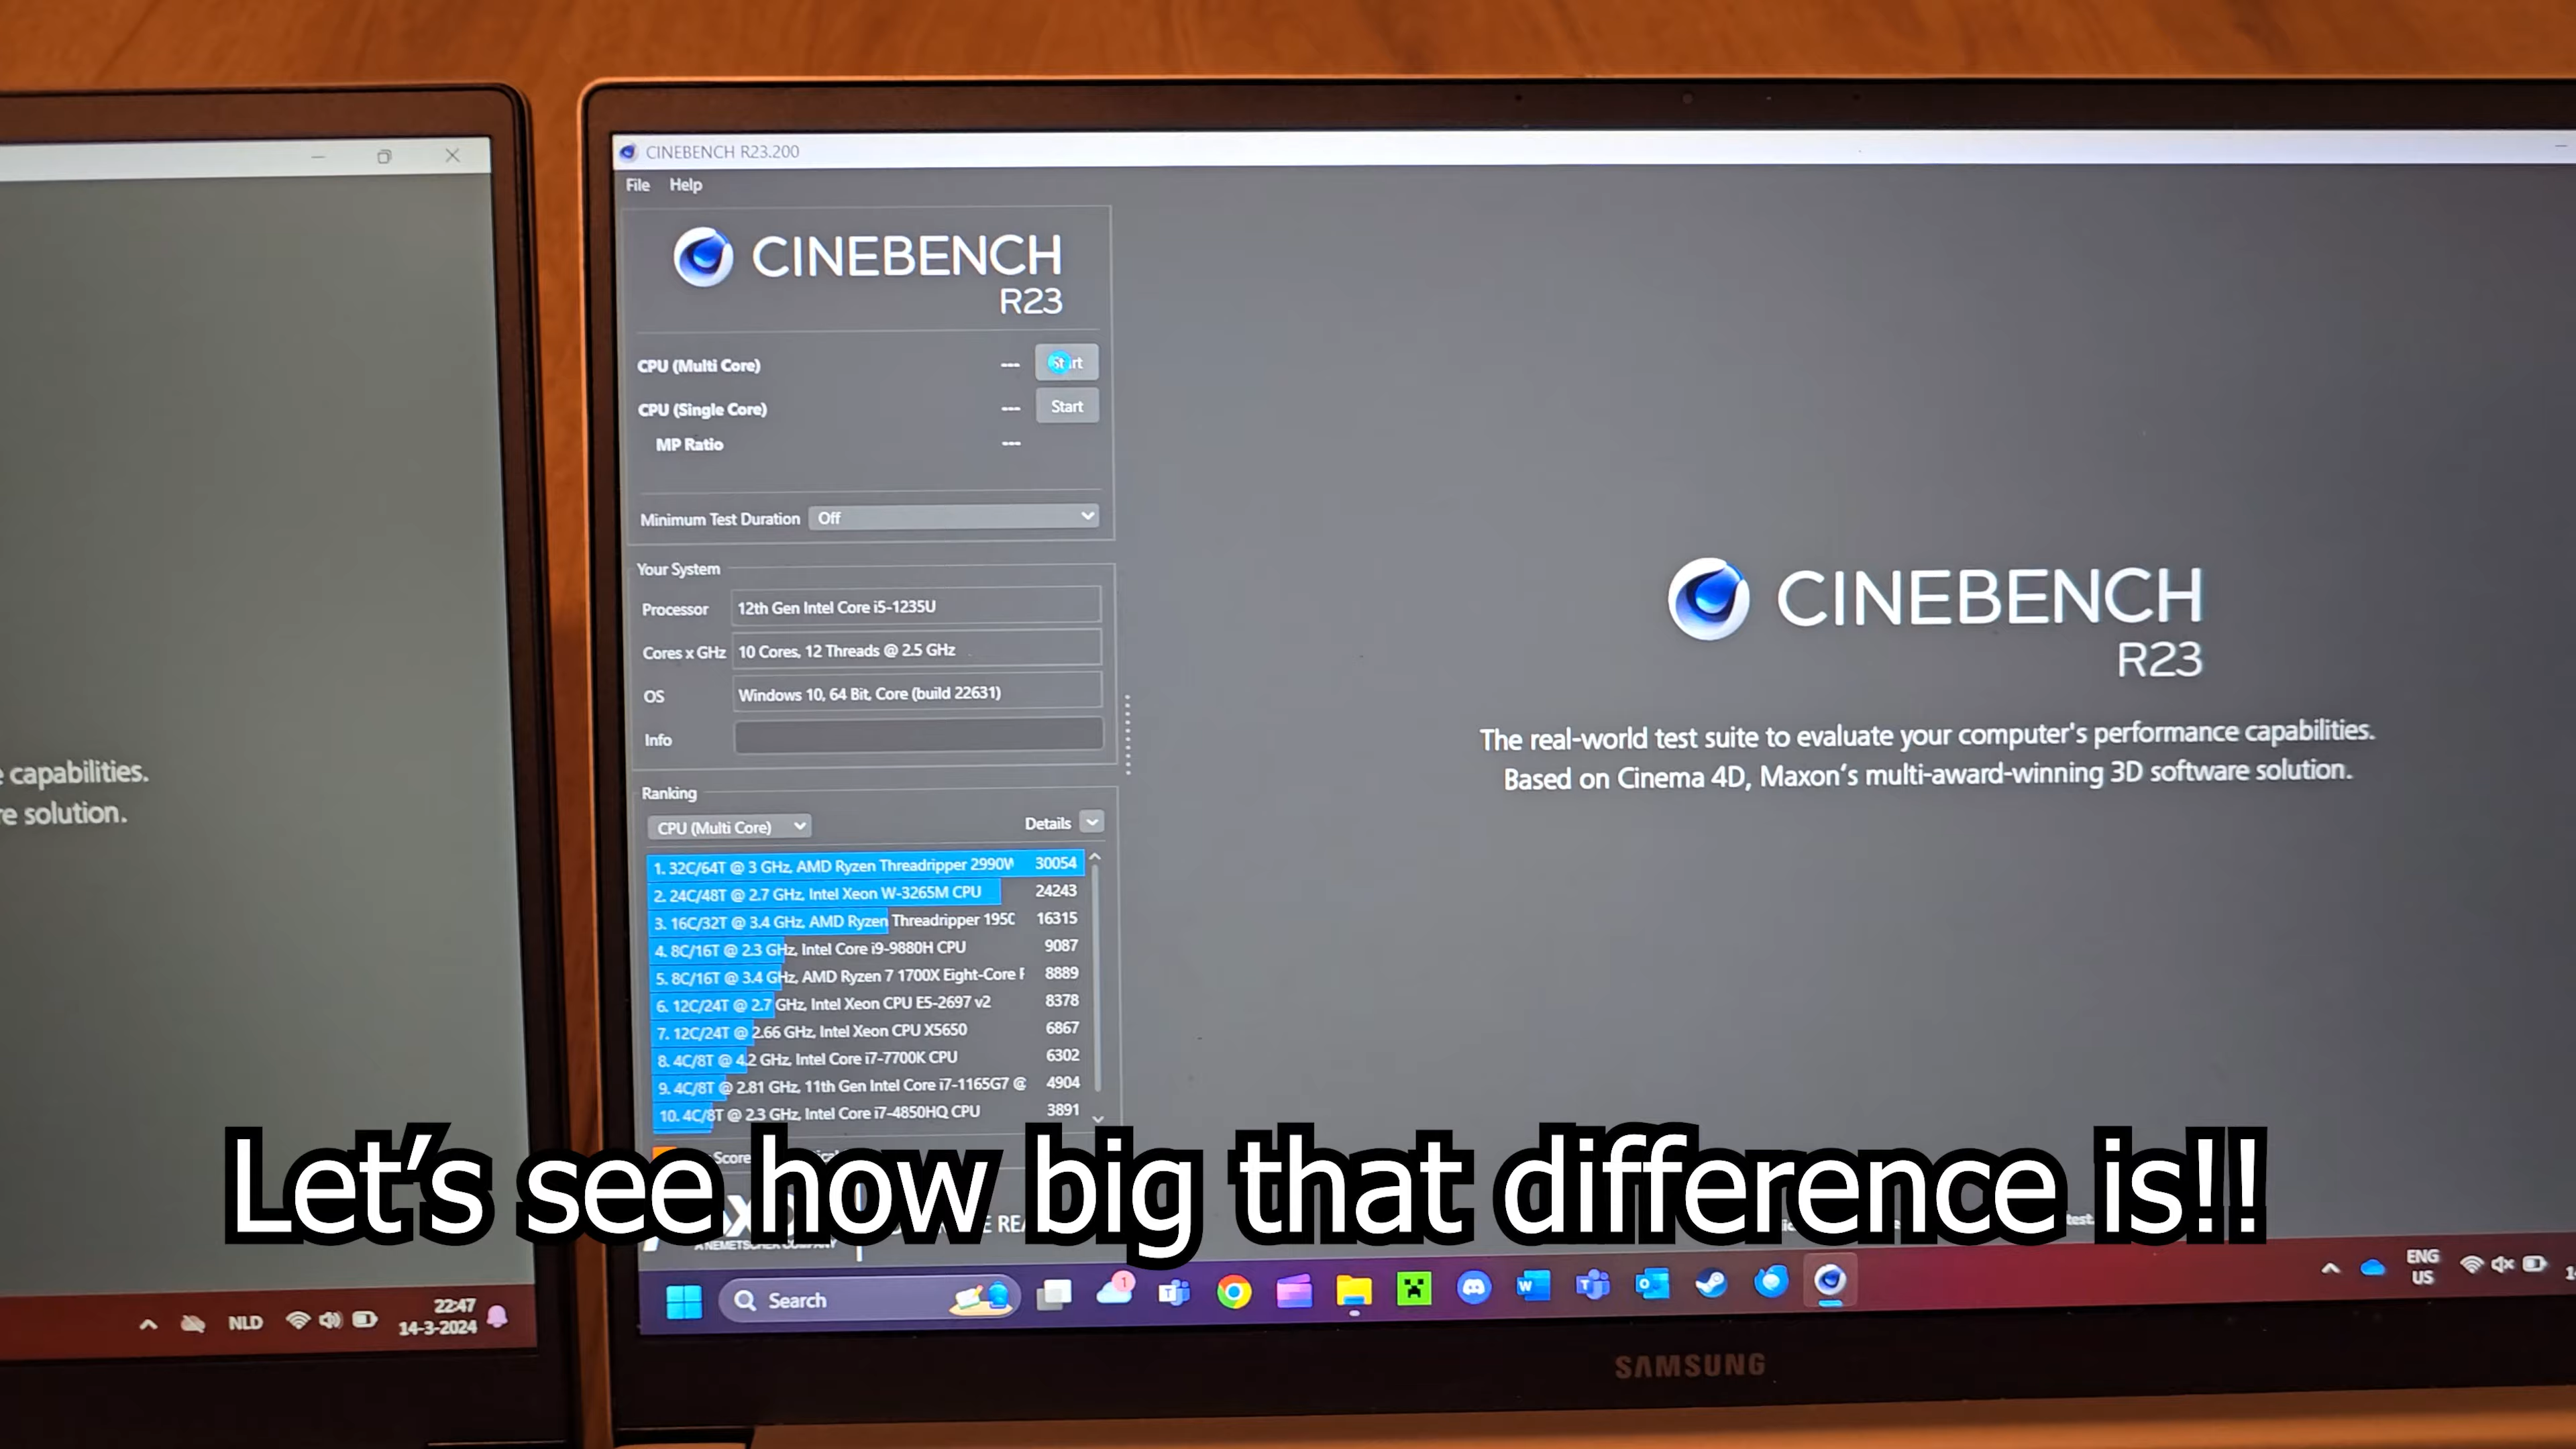 CINEBENCH R23.200
File Help
CINEBENCH
R23
CPU (Multi Core) --- Start
CPU (Single Core) --- Start
MP Ratio ---
Minimum Test Duration Off
Your System
Processor 12th Gen Intel Core i5-1235U
Cores x GHz 10 Cores, 12 Threads @ 2.5 GHz
OS Windows 10, 64 Bit, Core (build 22631)
Info
Ranking
CPU (Multi Core) Details
1. 32C/64T @ 3 GHz, AMD Ryzen Threadripper 2990W 30054
2. 24C/48T @ 2.7 GHz, Intel Xeon W-3265M CPU 24243
3. 16C/32T @ 3.4 GHz, AMD Ryzen Threadripper 195 16315
4. 8C/16T @ 2.3 GHz, Intel Core i9-9880H CPU 9087
5. 8C/16T @ 3.4 GHz, AMD Ryzen 7 1700X Eight-Core 8889
6. 12C/24T @ 2.7 GHz, Intel Xeon CPU E5-2697 v2 8378
7. 12C/24T @ 2.66 GHz, Intel Xeon CPU X5650 6867
8. 4C/8T @ 4.2 GHz, Intel Core i7-7700K CPU 6302
9. 4C/8T @ 2.81 GHz, 11th Gen Intel Core i7-1165G7 @ 4904
10. 4C/8T @ 2.3 GHz, Intel Core i7-4850HQ CPU 3891
Score
A NEMETSCHEK COMPANY
CINEBENCH
R23
The real-world test suite to evaluate your computer's performance capabilities.
Based on Cinema 4D, Maxon's multi-award-winning 3D software solution.
capabilities.
solution.
Let's see how big that difference is!!
NLD
22:47
14-3-2024
Search
1
ENG
US
SAMSUNG